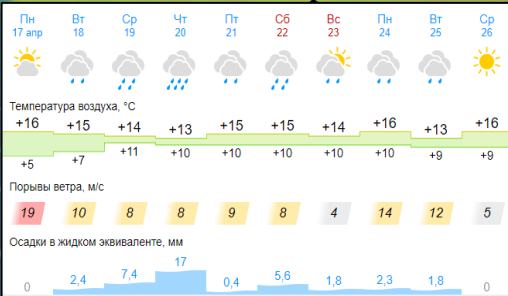 Пн Вт Ср Чт Пт Сб Вс Пн Вт Ср
17 апр 18 19 20 21 22 23 24 25 26
Температура воздуха, °C
+16 +15 +14 +13 +15 +15 +14 +16 +13 +16
+5 +7 +11 +10 +10 +10 +10 +10 +9 +9
Порывы ветра, м/с
19 10 8 8 9 8 4 14 12 5
Осадки в жидком эквиваленте, мм
0 2,4 7,4 17 0,4 5,6 1,8 2,3 1,8 0